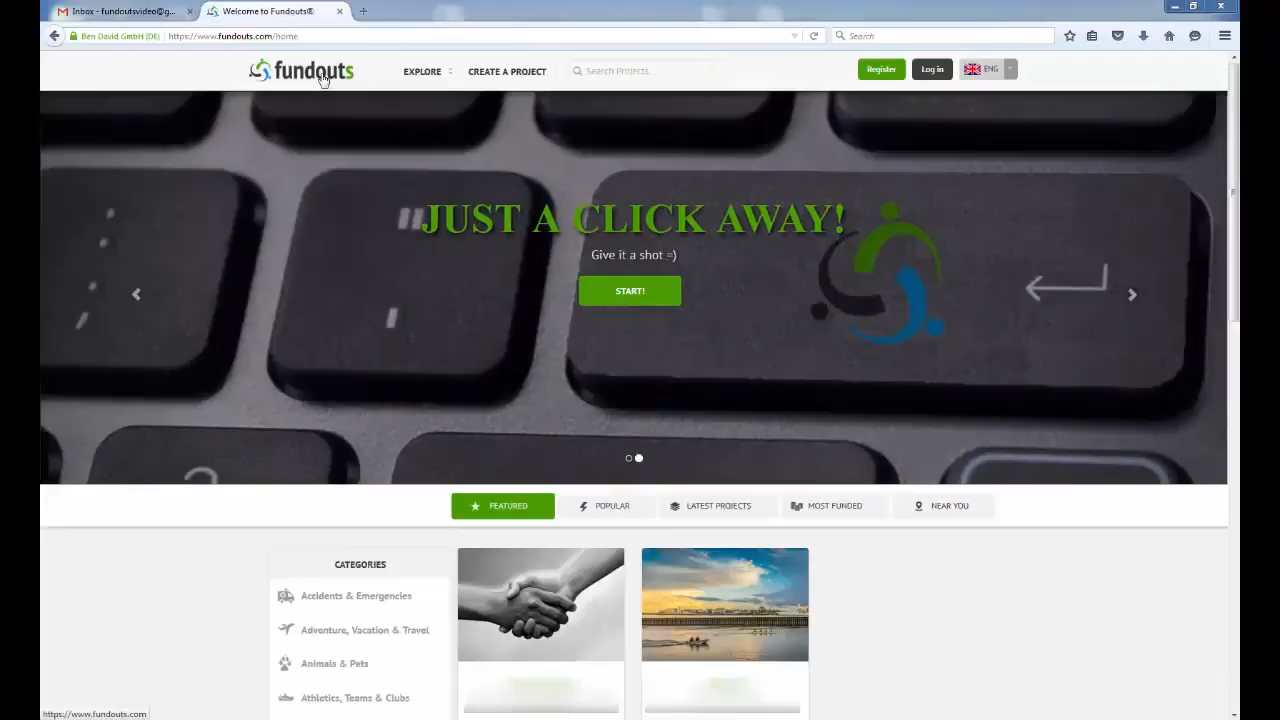 Inbox - fundoutsvideo@g...
Welcome to Fundouts®
Ben David GmbH (DE)
https://www.fundouts.com/home
Search
fundouts
EXPLORE
CREATE A PROJECT
Search Projects...
Register
Log in
ENG
"JUST A CLICK AWAY!
Give it a shot =)
START!
FEATURED
POPULAR
LATEST PROJECTS
MOST FUNDED
NEAR YOU
CATEGORIES
Accidents & Emergencies
Adventure, Vacation & Travel
Animals & Pets
Athletics, Teams & Clubs
https://www.fundouts.com